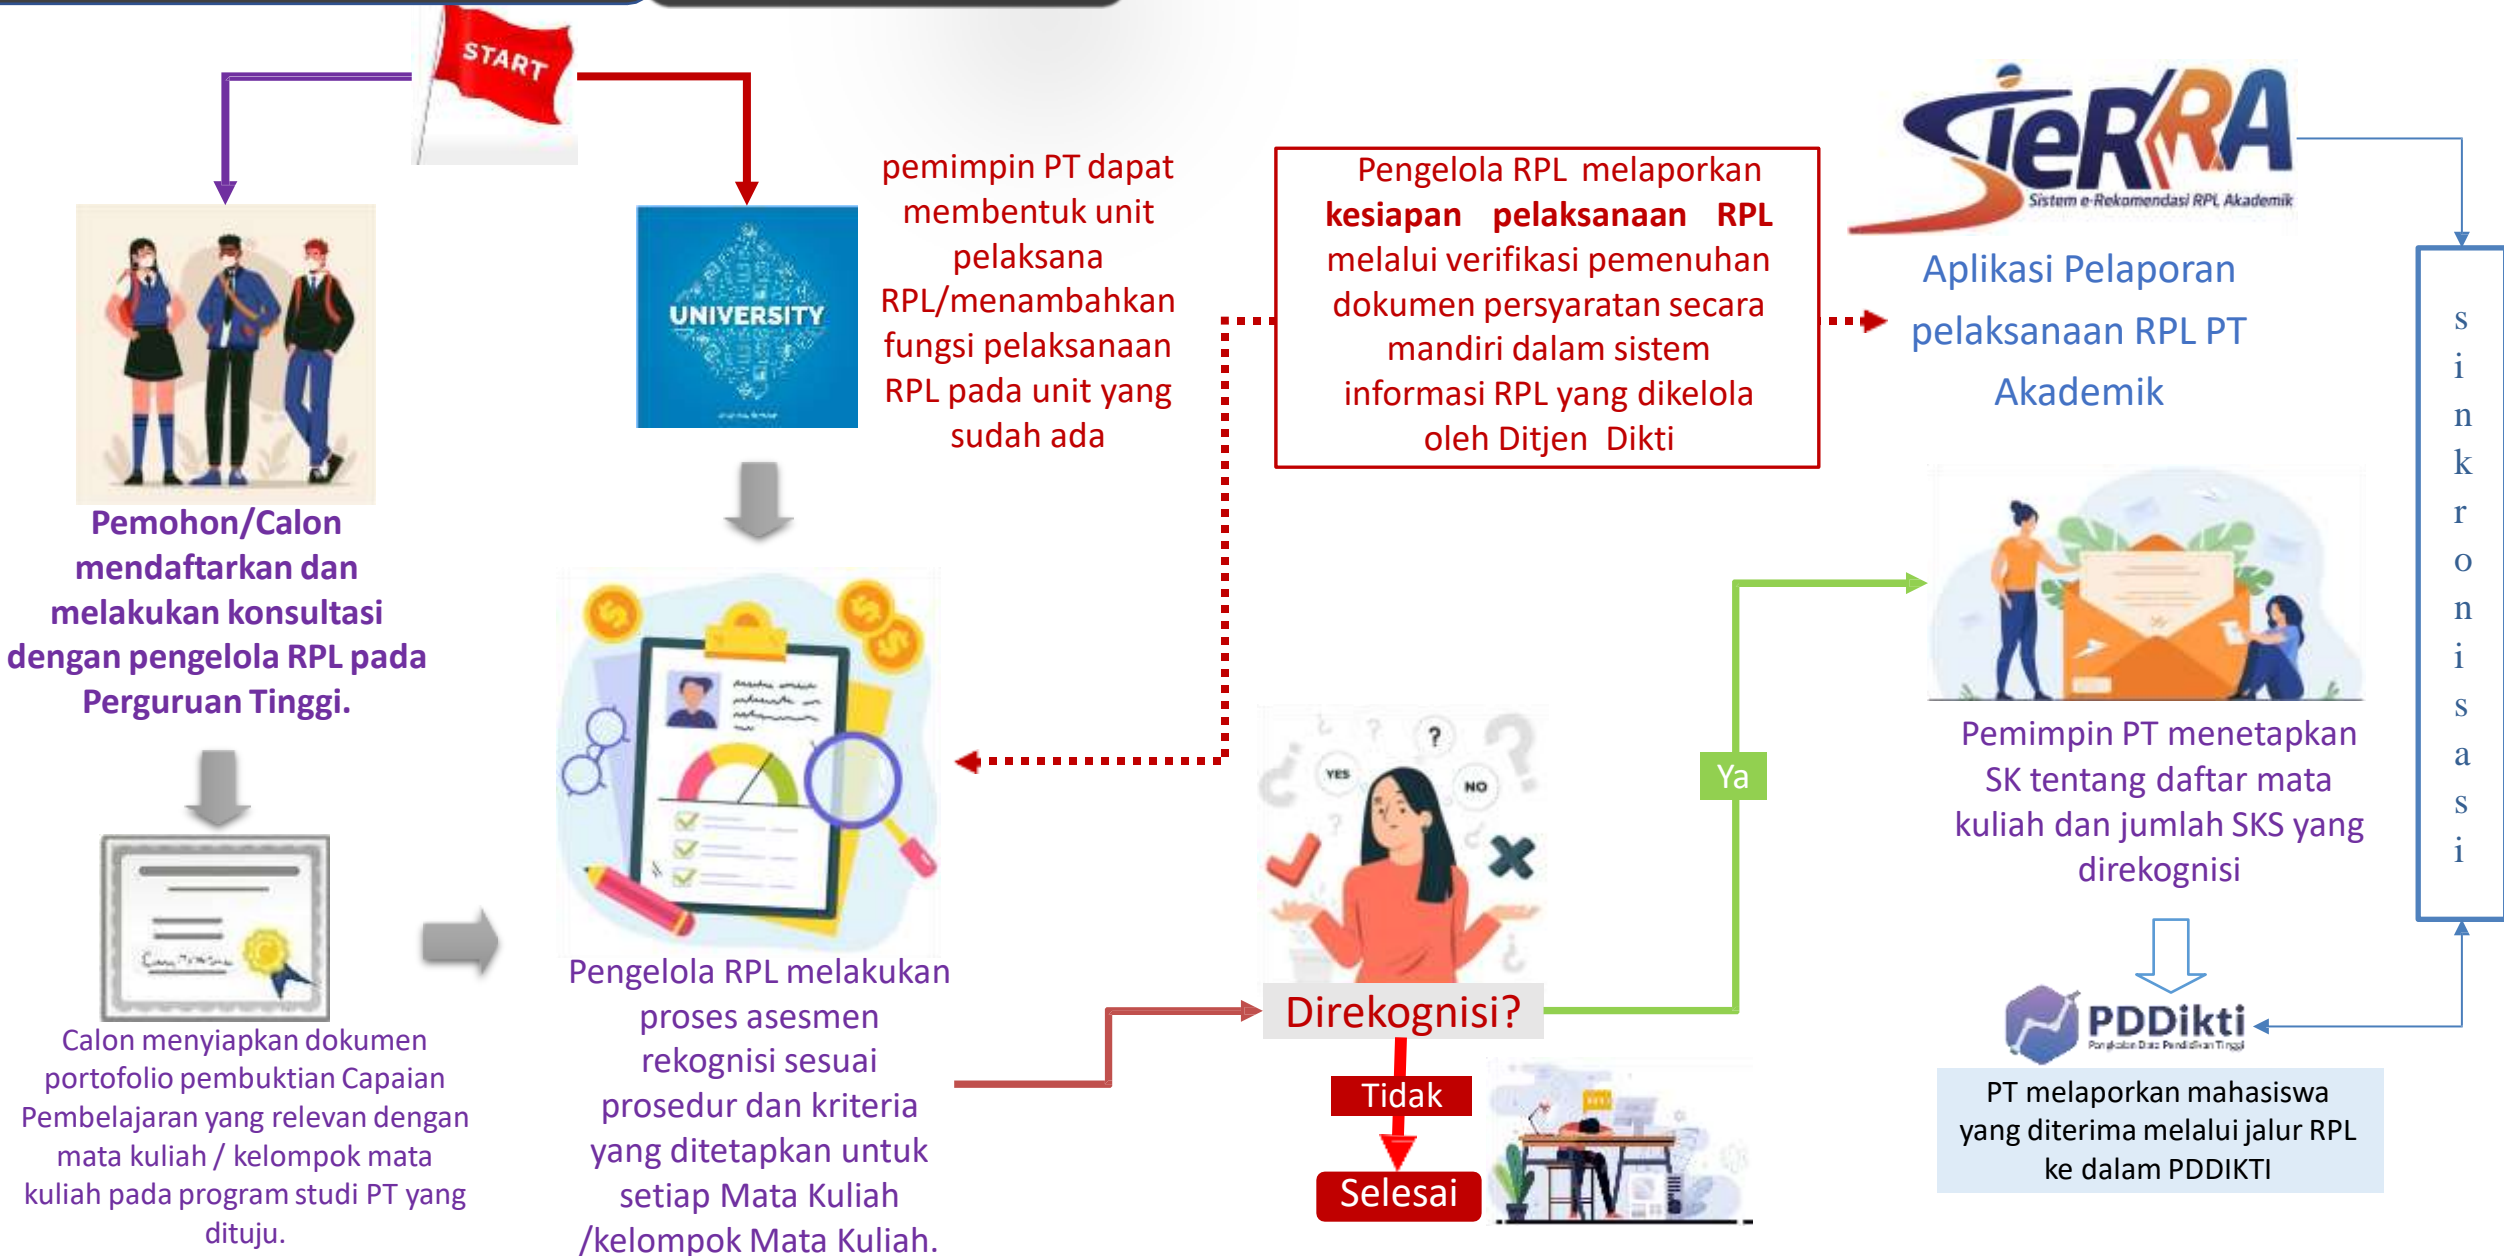 START
UNIVERSITY
pemimpin PT dapat
membentuk unit
pelaksana
RPL/menambahkan
fungsi pelaksanaan
RPL pada unit yang
sudah ada
Pengelola RPL melaporkan
kesiapan pelaksanaan RPL
melalui verifikasi pemenuhan
dokumen persyaratan secara
mandiri dalam sistem
informasi RPL yang dikelola
oleh Ditjen Dikti
SIeRRA
Sistem e-Rekomendasi RPL Akademik
Aplikasi Pelaporan
pelaksanaan RPL PT
Akademik
sinkronisasi
Pemohon/Calon
mendaftarkan dan
melakukan konsultasi
dengan pengelola RPL pada
Perguruan Tinggi.
Calon menyiapkan dokumen
portofolio pembuktian Capaian
Pembelajaran yang relevan dengan
mata kuliah / kelompok mata
kuliah pada program studi PT yang
dituju.
Pengelola RPL melakukan
proses asesmen
rekognisi sesuai
prosedur dan kriteria
yang ditetapkan untuk
setiap Mata Kuliah
/kelompok Mata Kuliah.
YES
?
NO
Direkognisi?
Ya
Tidak
Selesai
Pemimpin PT menetapkan
SK tentang daftar mata
kuliah dan jumlah SKS yang
direkognisi
PDDikti
Pangkalan Data Pendidikan Tinggi
PT melaporkan mahasiswa
yang diterima melalui jalur RPL
ke dalam PDDIKTI